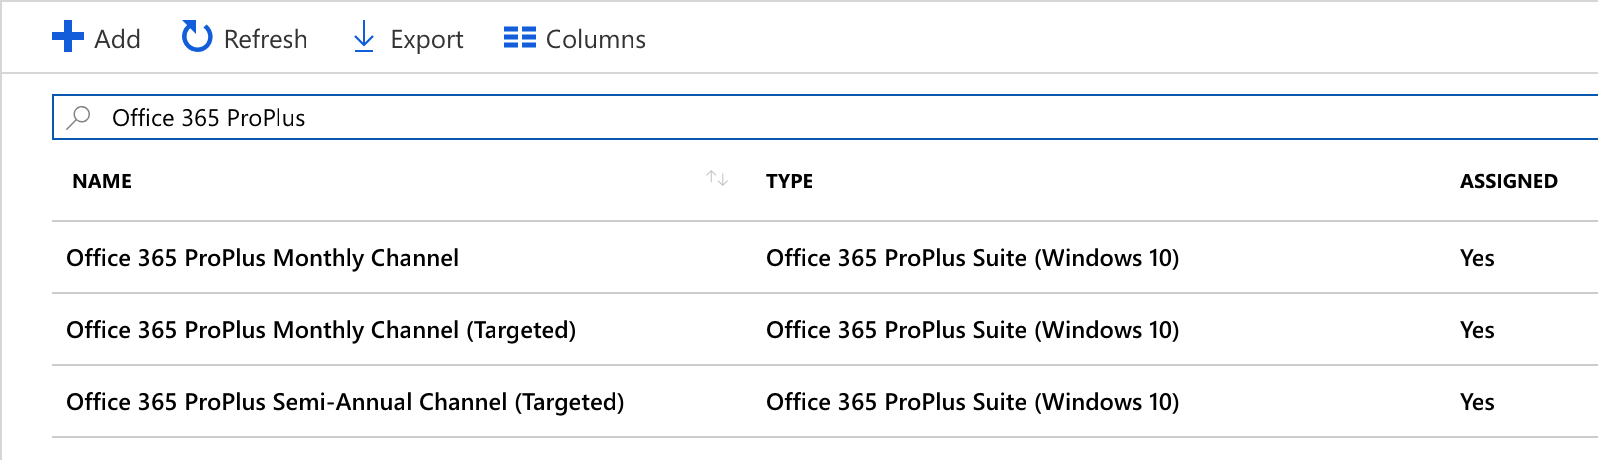 Add Refresh Export Columns
Office 365 ProPlus
NAME TYPE ASSIGNED
Office 365 ProPlus Monthly Channel Office 365 ProPlus Suite (Windows 10) Yes
Office 365 ProPlus Monthly Channel (Targeted) Office 365 ProPlus Suite (Windows 10) Yes
Office 365 ProPlus Semi-Annual Channel (Targeted) Office 365 ProPlus Suite (Windows 10) Yes